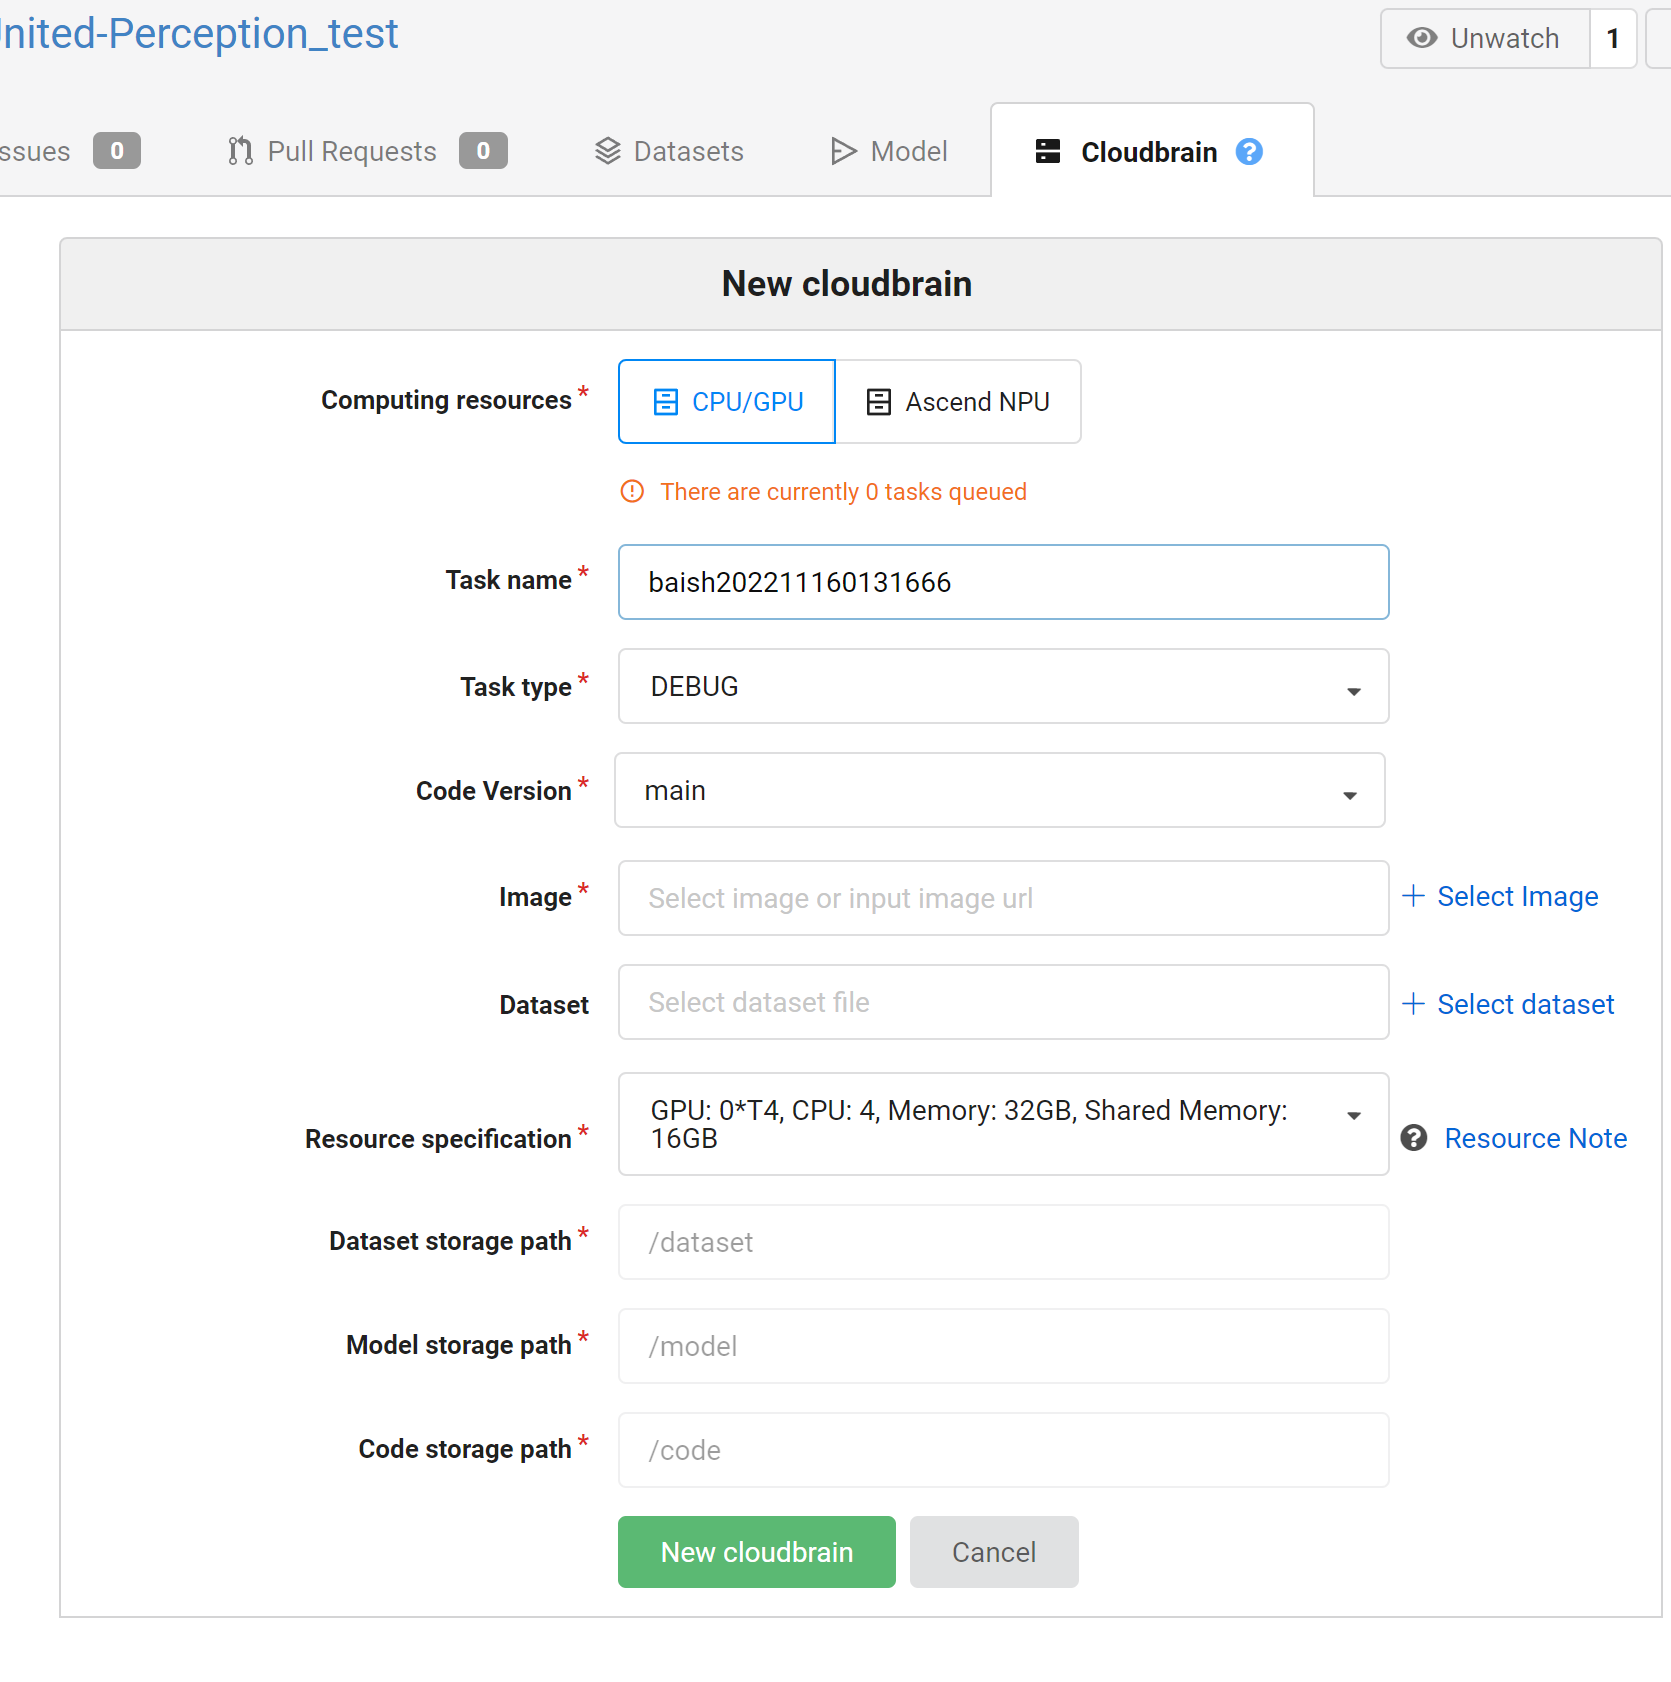 nited-Perception_test
Unwatch 1
ssues 0 Pull Requests 0 Datasets Model Cloudbrain ?
New cloudbrain
Computing resources * CPU/GPU Ascend NPU
There are currently 0 tasks queued
Task name * baish202211160131666
Task type * DEBUG
Code Version * main
Image * Select image or input image url + Select Image
Dataset Select dataset file + Select dataset
Resource specification * GPU: 0*T4, CPU: 4, Memory: 32GB, Shared Memory:
16GB
? Resource Note
Dataset storage path * /dataset
Model storage path * /model
Code storage path * /code
New cloudbrain Cancel